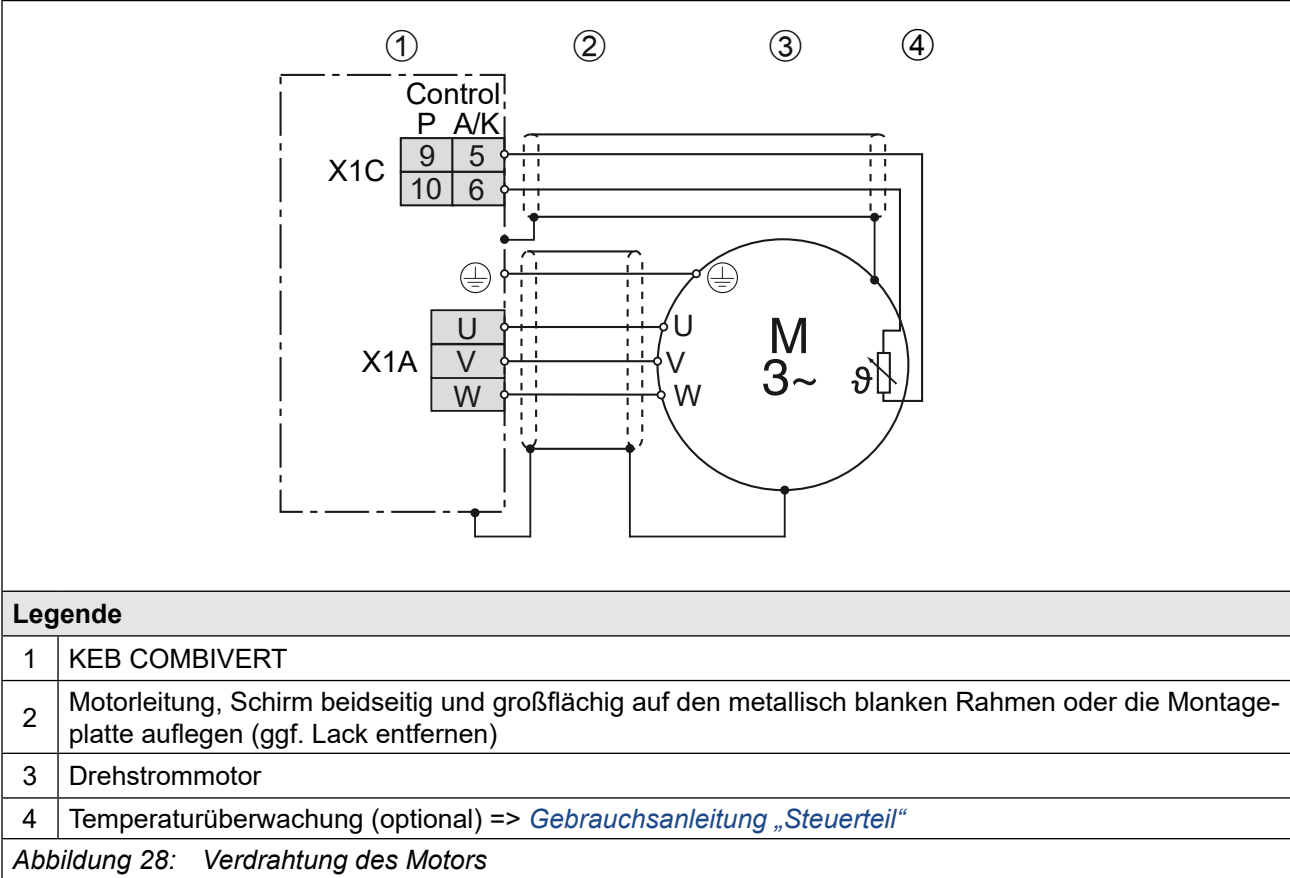 ① ② ③ ④
Control
P A/K
X1C
9 5
10 6
U
X1A V
W
U
V
W
M
3~
ϑ
Legende
1 KEB COMBIVERT
2 Motorleitung, Schirm beidseitig und großflächig auf den metallisch blanken Rahmen oder die Montage-
platte auflegen (ggf. Lack entfernen)
3 Drehstrommotor
4 Temperaturüberwachung (optional) => Gebrauchsanleitung „Steuerteil“
Abbildung 28: Verdrahtung des Motors